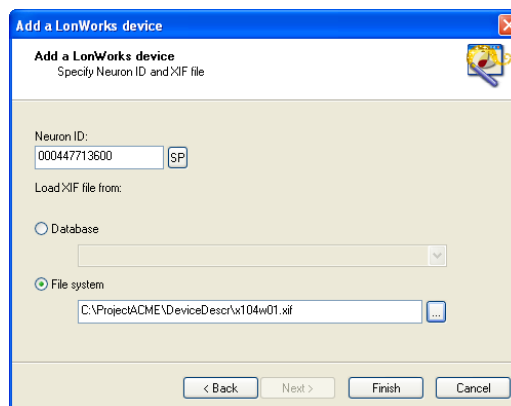 Add a LonWorks device
Add a LonWorks device
Specify Neuron ID and XIF file
Neuron ID:
000447713600
SP
Load XIF file from:
Database
File system
C:\ProjectACME\DeviceDescr\x104w01.xif
...
< Back
Next >
Finish
Cancel